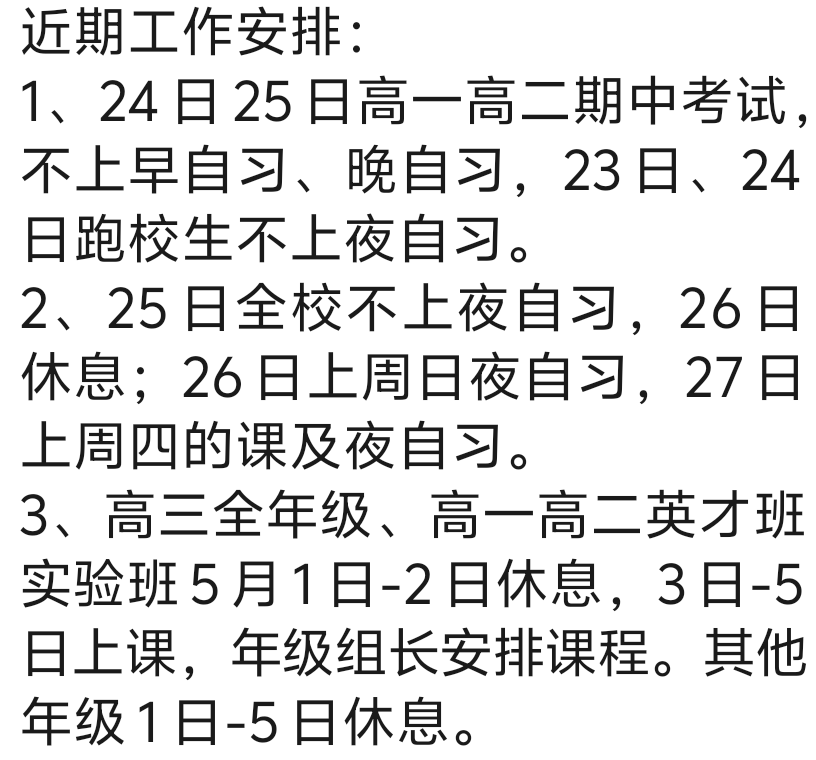 近期工作安排：
1、24日25日高一高二期中考试，
不上早自习、晚自习，23日、24
日跑校生不上夜自习。
2、25日全校不上夜自习，26日
休息；26日上周日夜自习，27日
上周四的课及夜自习。
3、高三全年级、高一高二英才班
实验班5月1日-2日休息，3日-5
日上课，年级组长安排课程。其他
年级1日-5日休息。